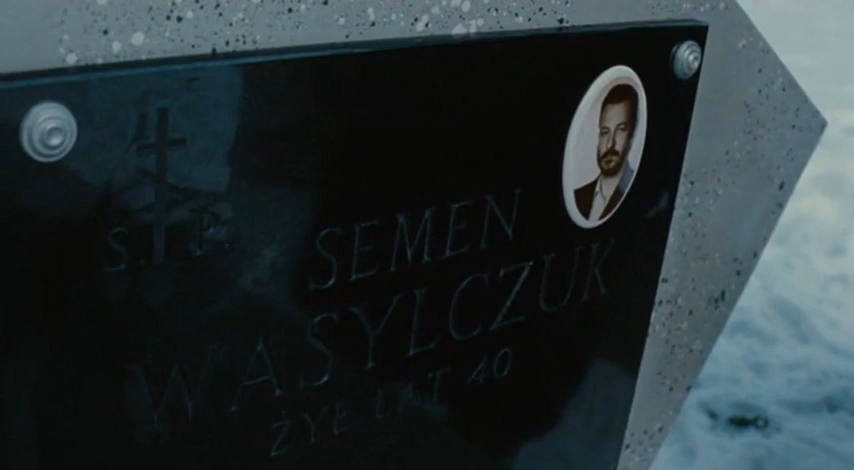 Ś. P.
SEMEN
WASYLCZUK
ŻYŁ LAT 40